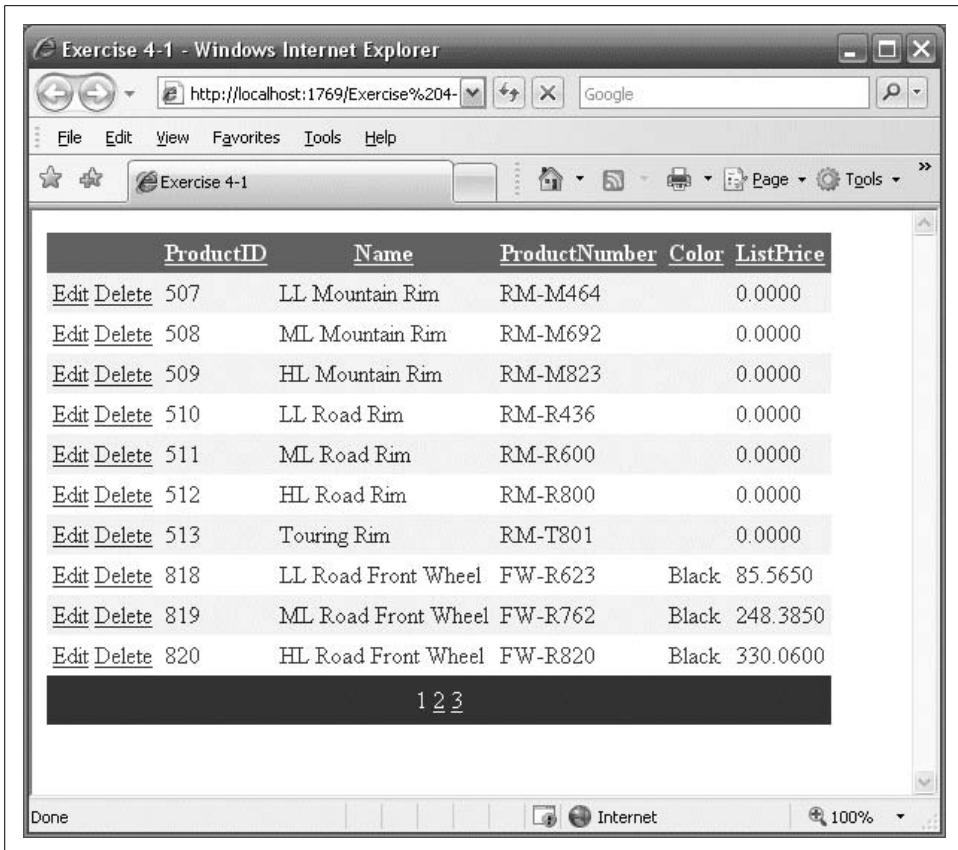 Exercise 4-1 - Windows Internet Explorer
http://localhost:1769/Exercise%204- Google
File Edit View Favorites Tools Help
Exercise 4-1 Page Tools »
ProductID Name ProductNumber Color ListPrice
Edit Delete 507 LL Mountain Rim RM-M464 0.0000
Edit Delete 508 ML Mountain Rim RM-M692 0.0000
Edit Delete 509 HL Mountain Rim RM-M823 0.0000
Edit Delete 510 LL Road Rim RM-R436 0.0000
Edit Delete 511 ML Road Rim RM-R600 0.0000
Edit Delete 512 HL Road Rim RM-R800 0.0000
Edit Delete 513 Touring Rim RM-T801 0.0000
Edit Delete 818 LL Road Front Wheel FW-R623 Black 85.5650
Edit Delete 819 ML Road Front Wheel FW-R762 Black 248.3850
Edit Delete 820 HL Road Front Wheel FW-R820 Black 330.0600
1 2 3
Done Internet 100%